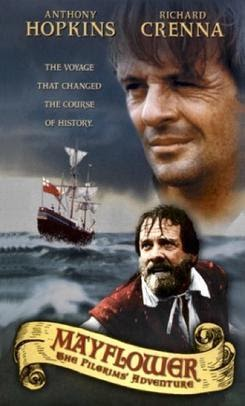 ANTHONY HOPKINS
RICHARD CRENNA
THE VOYAGE
THAT CHANGED
THE COURSE
OF HISTORY.
MAYFLOWER
THE PILGRIMS' ADVENTURE